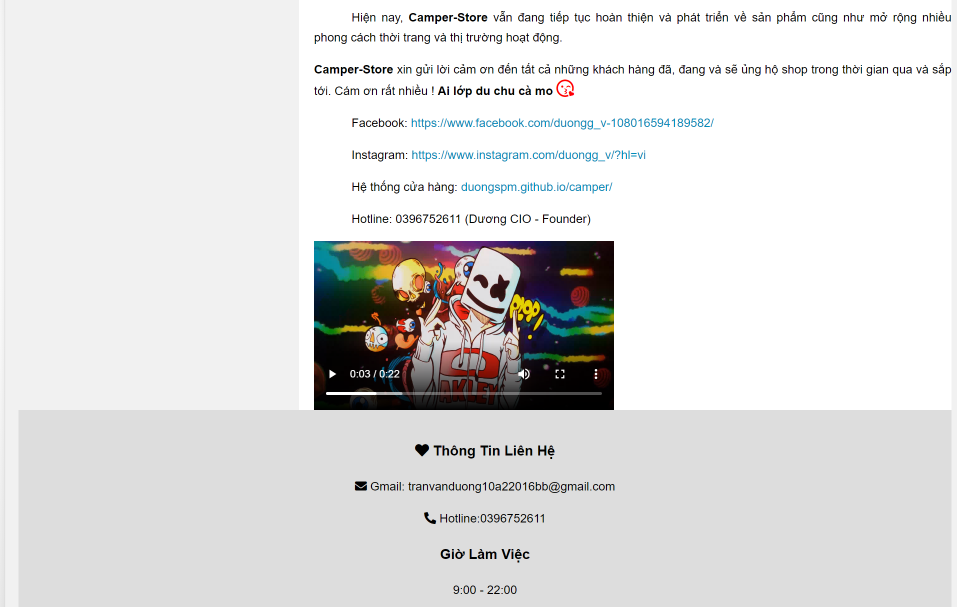 Hiện nay, Camper-Store vẫn đang tiếp tục hoàn thiện và phát triển về sản phẩm cũng như mở rộng nhiều
phong cách thời trang và thị trường hoạt động.
Camper-Store xin gửi lời cảm ơn đến tất cả những khách hàng đã, đang và sẽ ủng hộ shop trong thời gian qua và sắp
tới. Cám ơn rất nhiều ! Ai lớp du chu cà mo
Facebook: https://www.facebook.com/duongg_v-108016594189582/
Instagram: https://www.instagram.com/duongg_v/?hl=vi
Hệ thống cửa hàng: duongspm.github.io/camper/
Hotline: 0396752611 (Dương CIO - Founder)
PLOP!
OAKLEY
0:03 / 0:22
Thông Tin Liên Hệ
Gmail: tranvanduong10a22016bb@gmail.com
Hotline:0396752611
Giờ Làm Việc
9:00 - 22:00